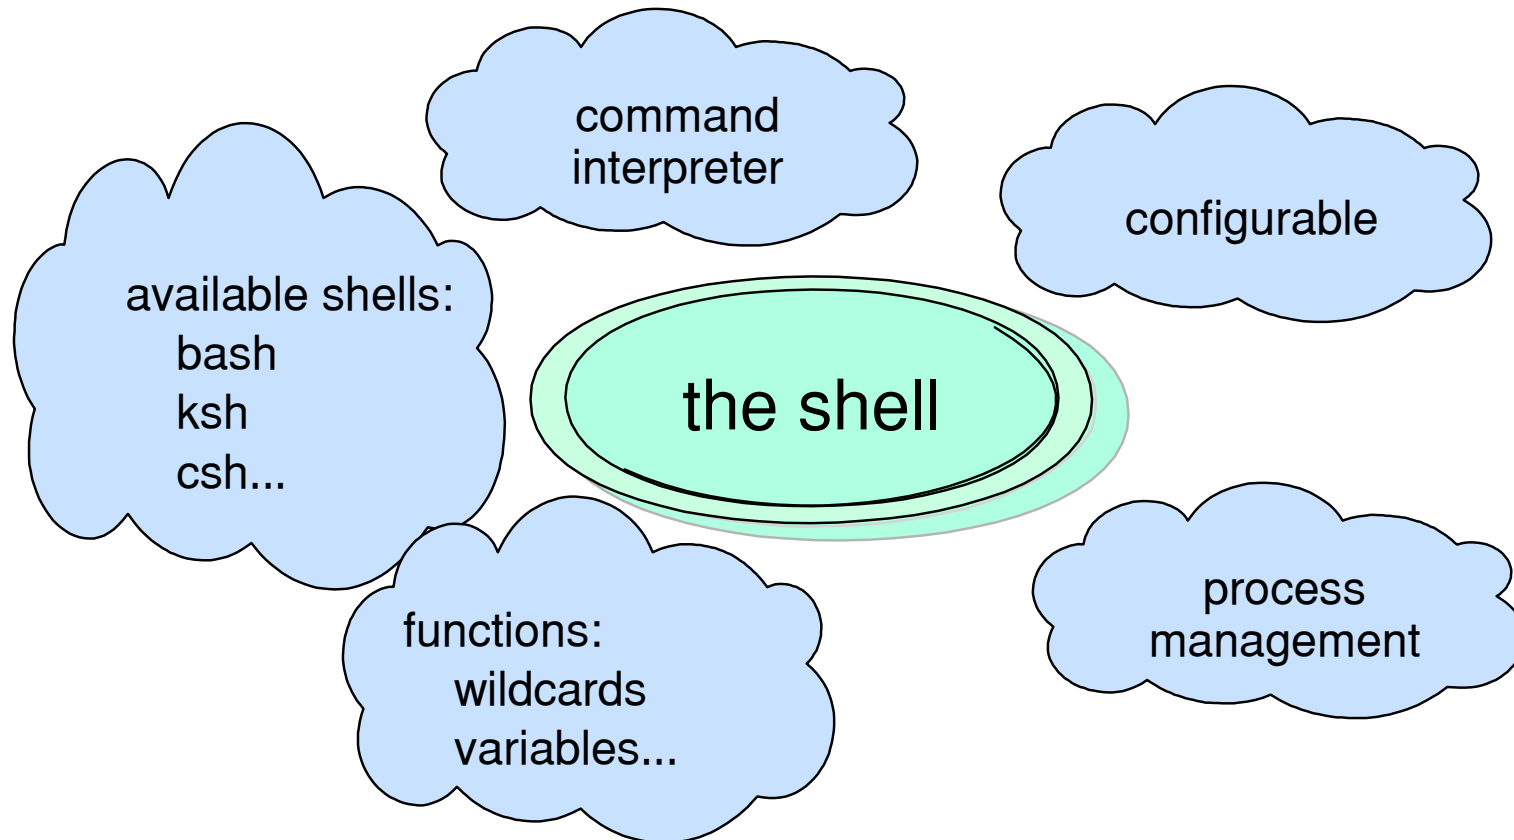 command
interpreter
configurable
available shells:
bash
ksh
csh...
the shell
functions:
wildcards
variables...
process
management